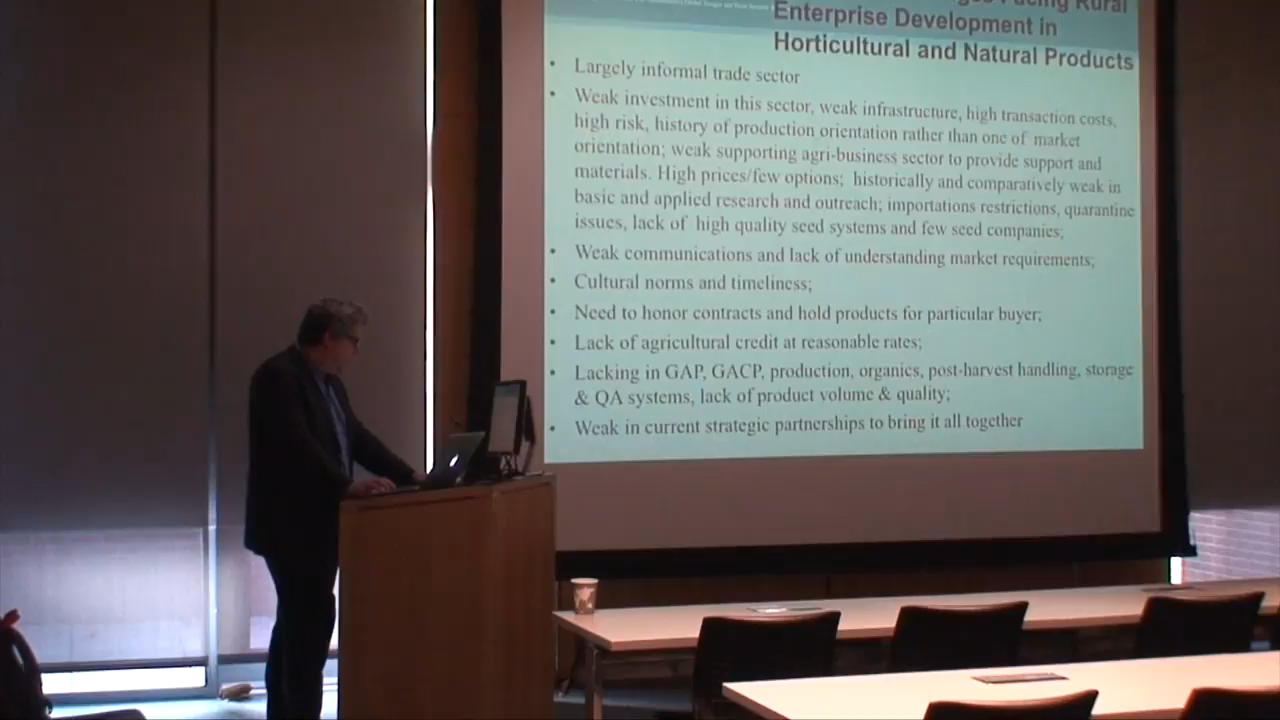 Rural
Enterprise Development in
Horticultural and Natural Products
• Largely informal trade sector
• Weak investment in this sector, weak infrastructure, high transaction costs,
high risk, history of production orientation rather than one of market
orientation; weak supporting agri-business sector to provide support and
materials. High prices/few options; historically and comparatively weak in
basic and applied research and outreach; importations restrictions, quarantine
issues, lack of high quality seed systems and few seed companies;
• Weak communications and lack of understanding market requirements;
• Cultural norms and timeliness;
• Need to honor contracts and hold products for particular buyer;
• Lack of agricultural credit at reasonable rates;
• Lacking in GAP, GACP, production, organics, post-harvest handling, storage
& QA systems, lack of product volume & quality;
• Weak in current strategic partnerships to bring it all together